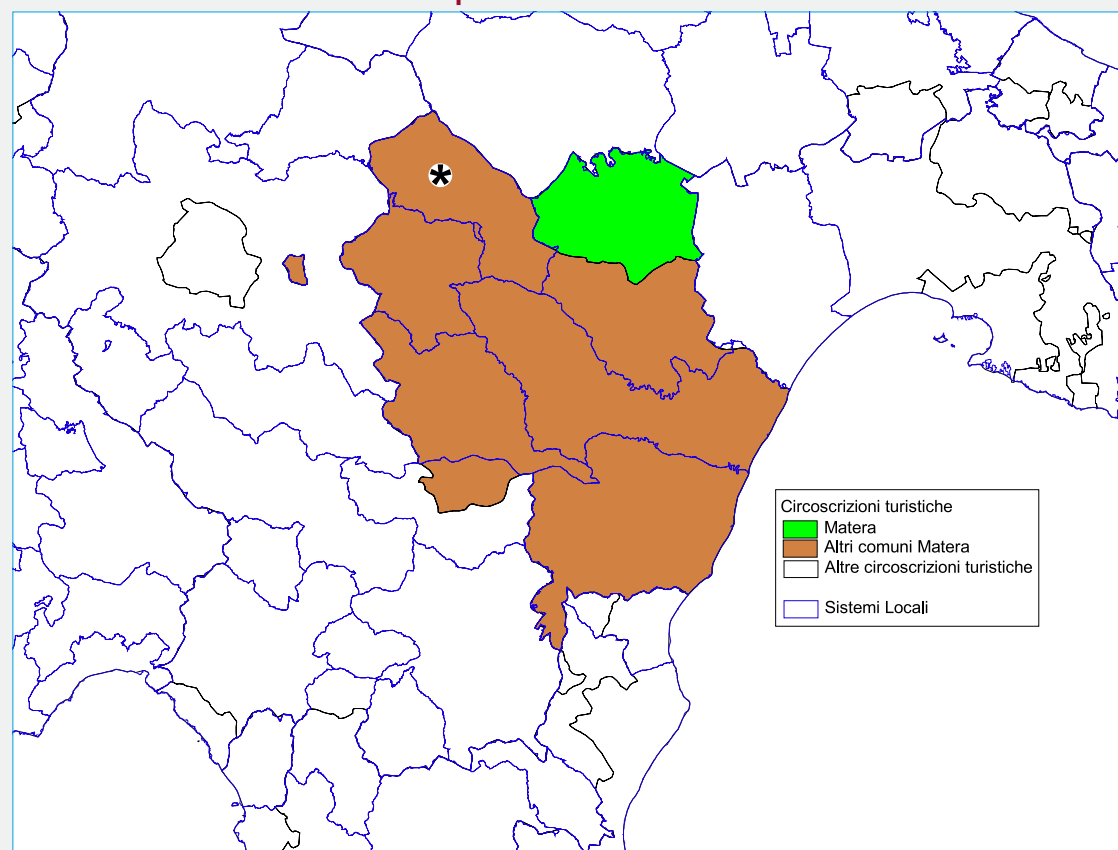 Circoscrizioni turistiche
Matera
Altri comuni Matera
Altre circoscrizioni turistiche
Sistemi Locali